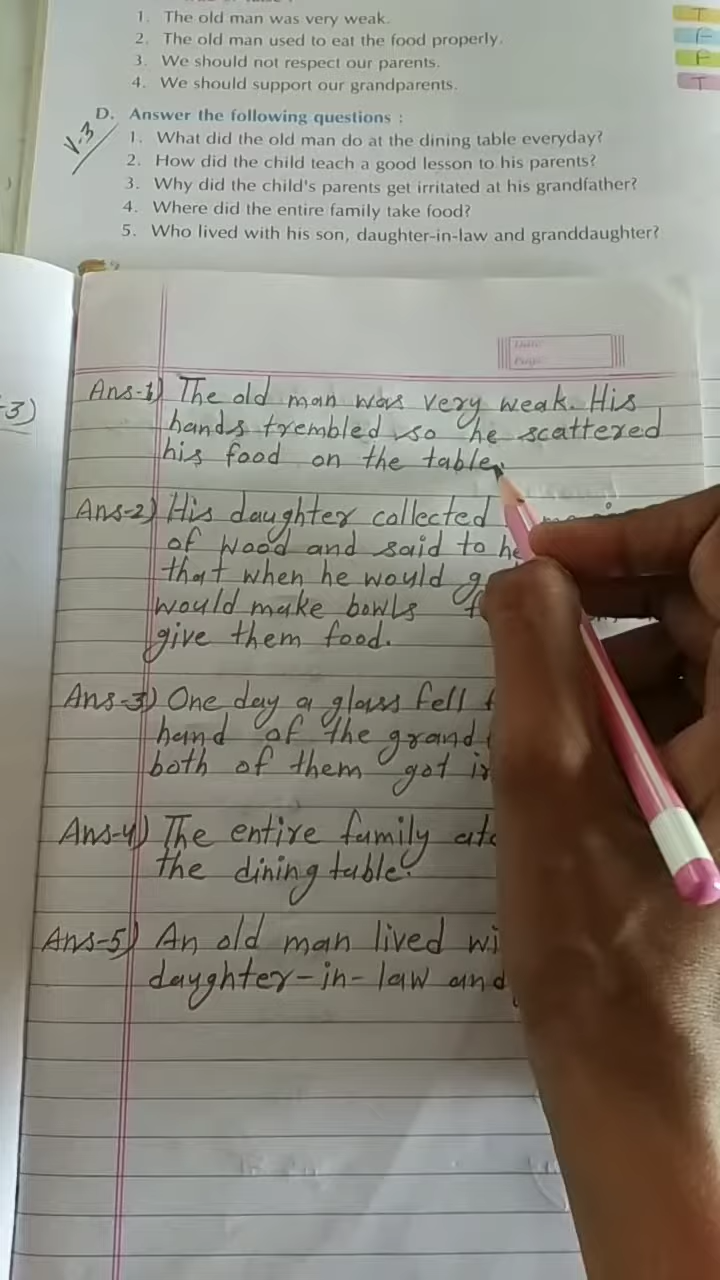 1. The old man was very weak.
T
2. The old man used to eat the food properly.
F
3. We should not respect our parents.
F
4. We should support our grandparents.
T
D. Answer the following questions :
V.3
1. What did the old man do at the dining table everyday?
2. How did the child teach a good lesson to his parents?
3. Why did the child's parents get irritated at his grandfather?
4. Where did the entire family take food?
5. Who lived with his son, daughter-in-law and granddaughter?
-3)
Date:
Page:
Ans-1) The old man was very weak. His
hands trembled so he scattered
his food on the table.
Ans-2) His daughter collected
of wood and said to
that when he would
would make bowls
give them food.
Ans-3) One day a glass fell
hand of the grand
both of them got
Ans-4) The entire family
the dining table.
Ans-5) An old man lived
daughter-in-law and